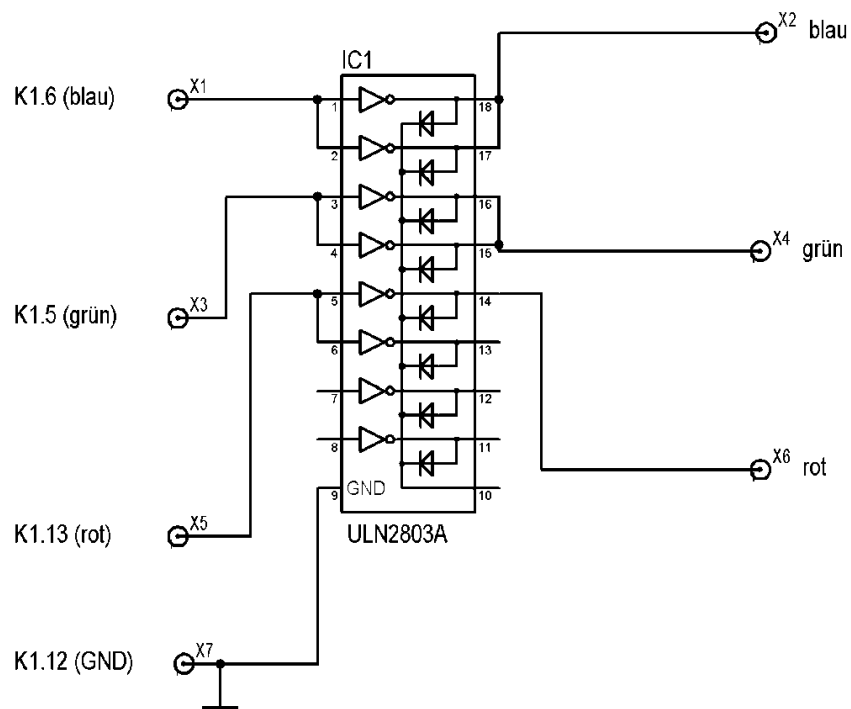 X2 blau
IC1
K1.6 (blau) X1
1 18
2 17
3 16
4 15
X4 grün
K1.5 (grün) X3
5 14
6 13
7 12
8 11
9 GND 10
X6 rot
K1.13 (rot) X5
ULN2803A
K1.12 (GND) X7